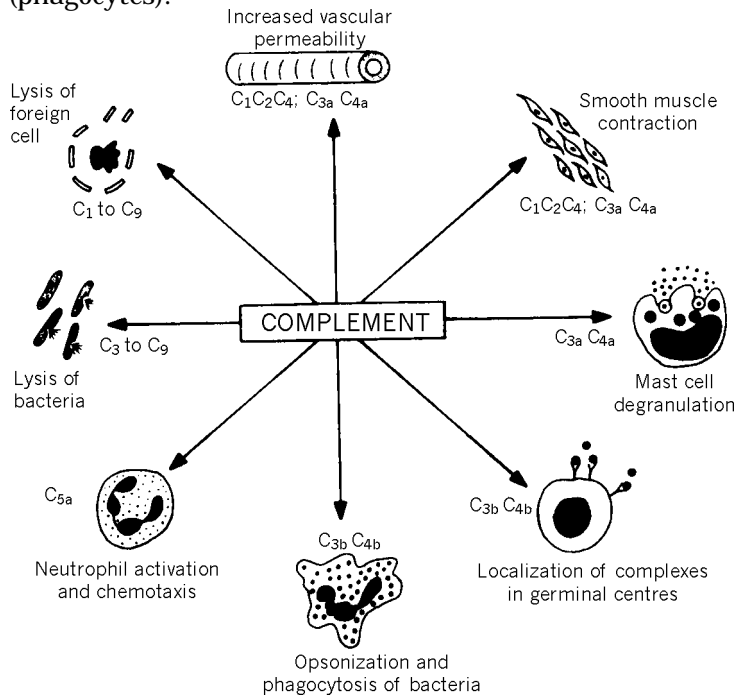 (phagocytes).
Increased vascular
permeability
C1C2C4; C3a C4a
Lysis of
foreign
cell
C1 to C9
Smooth muscle
contraction
C1C2C4; C3a C4a
COMPLEMENT
C3 to C9
Lysis of
bacteria
C3a C4a
Mast cell
degranulation
C5a
Neutrophil activation
and chemotaxis
C3b C4b
Opsonization and
phagocytosis of bacteria
C3b C4b
Localization of complexes
in germinal centres